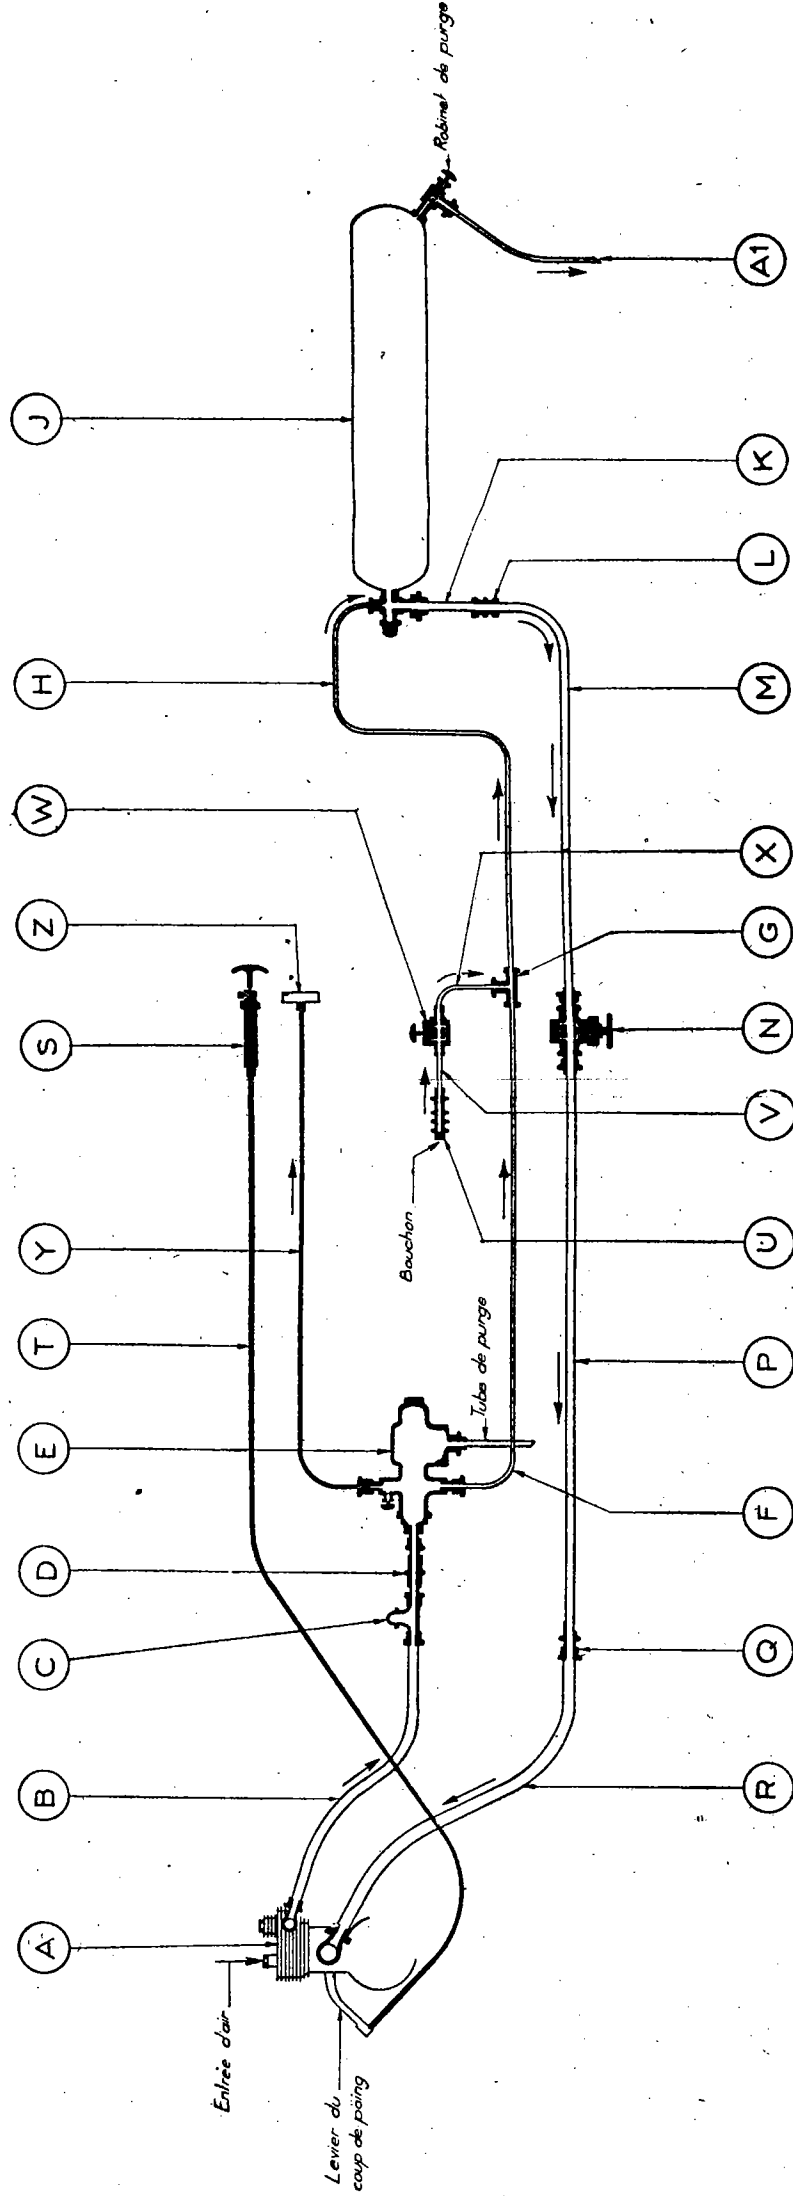 A
B
C
D
E
T
Y
S
Z
W
H
J
Entrée d'air
Levier du
coup de poing
Tube de purge
Bouchon
Robinet de purge
R
Q
F
P
U
V
N
G
X
M
L
K
A1